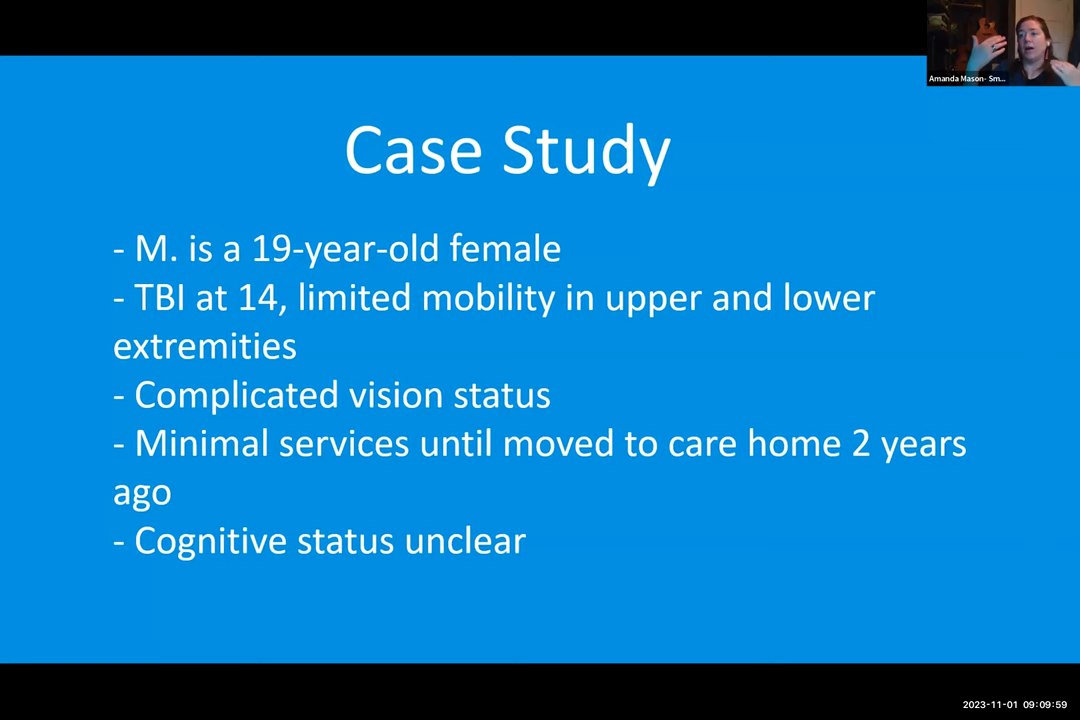 Amanda Mason- Sm...
Case Study
- M. is a 19-year-old female
- TBI at 14, limited mobility in upper and lower
extremities
- Complicated vision status
- Minimal services until moved to care home 2 years
ago
- Cognitive status unclear
2023-11-01 09:09:59